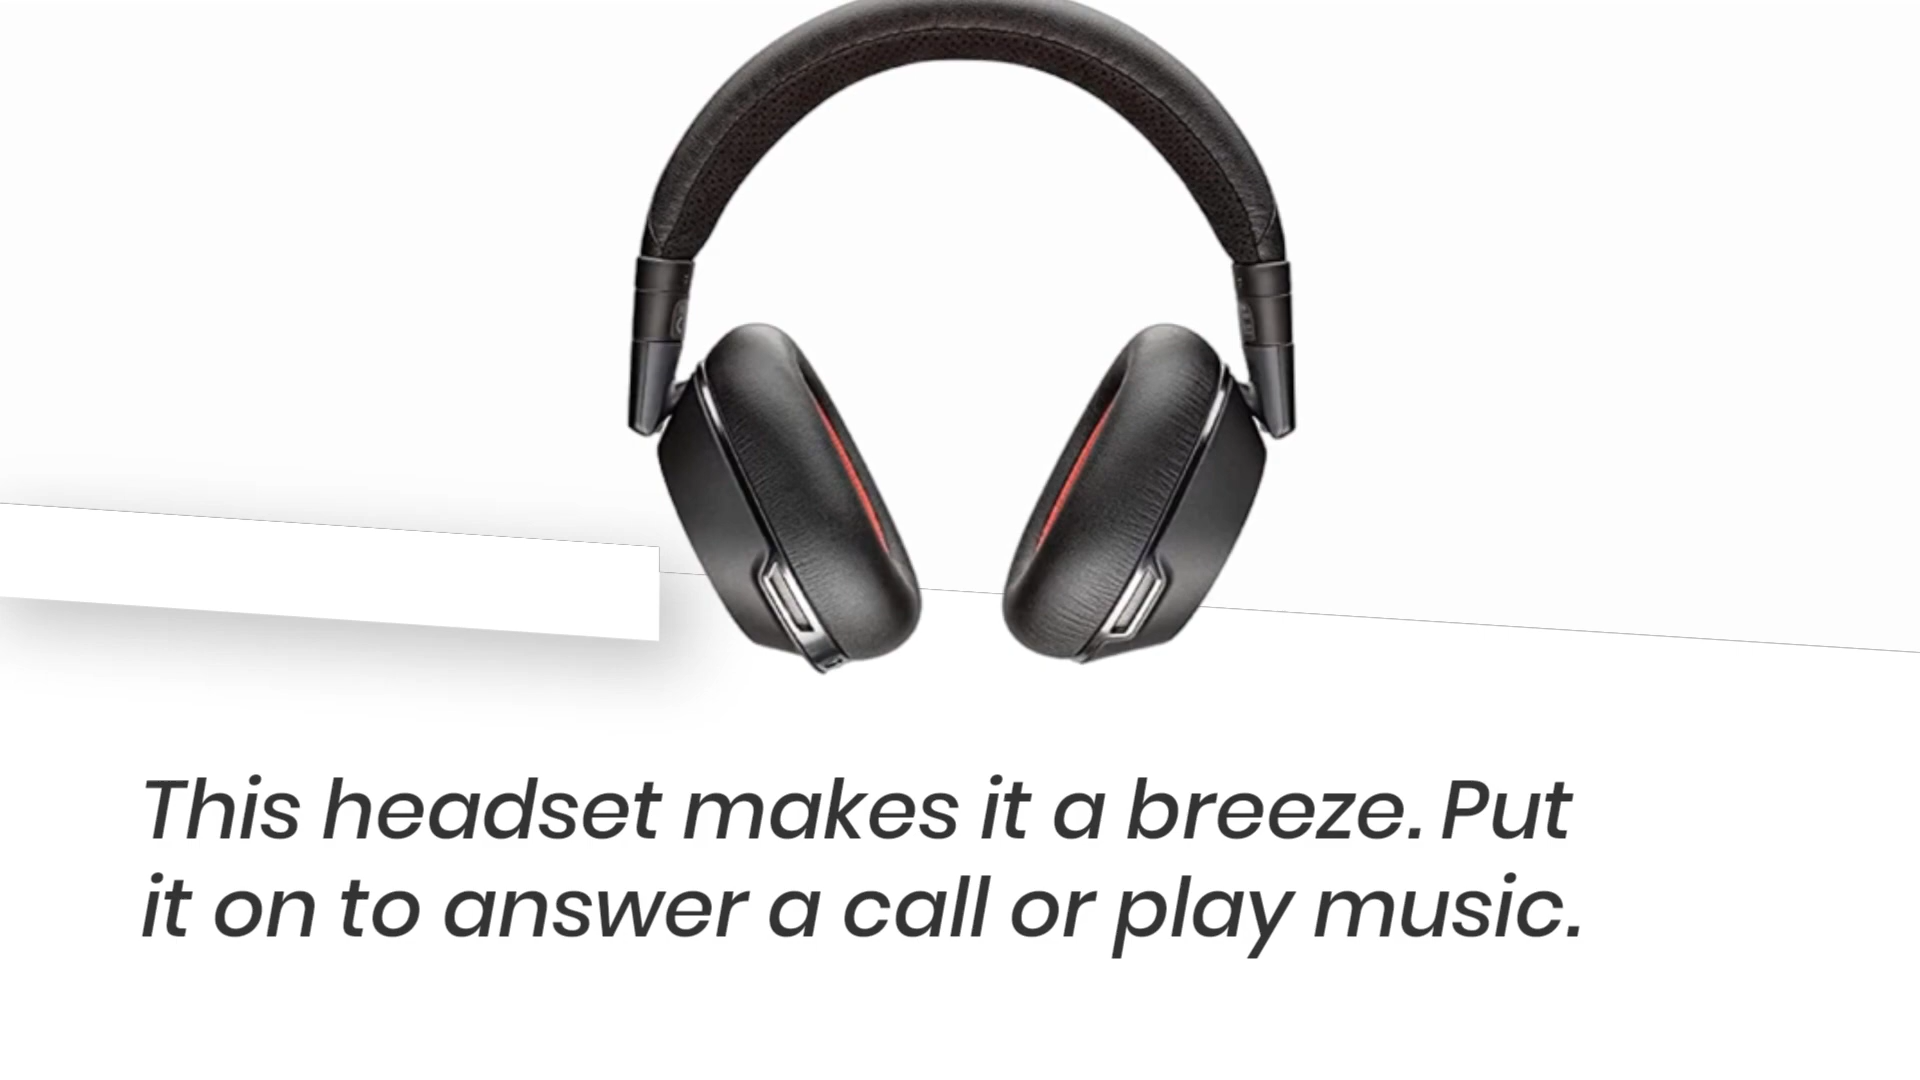 This headset makes it a breeze. Put
it on to answer a call or play music.